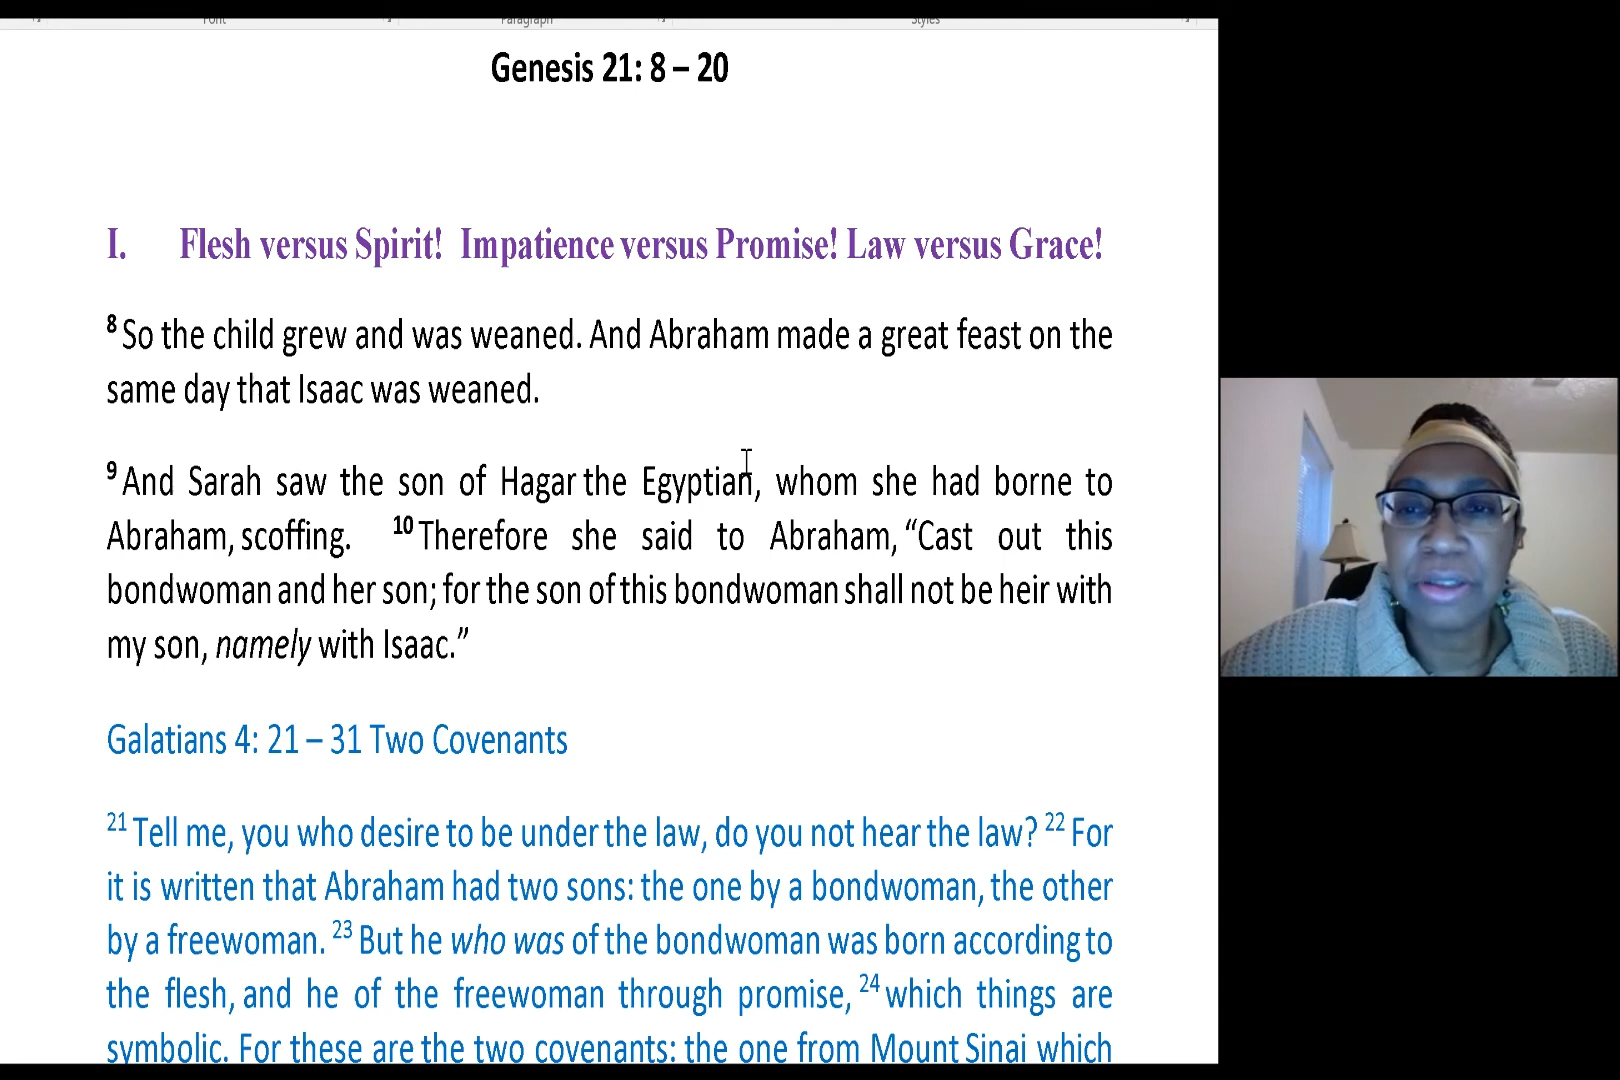 Font Paragraph Styles
Genesis 21: 8 – 20
I. Flesh versus Spirit! Impatience versus Promise! Law versus Grace!
8 So the child grew and was weaned. And Abraham made a great feast on the
same day that Isaac was weaned.
9 And Sarah saw the son of Hagar the Egyptian, whom she had borne to
Abraham, scoffing. 10 Therefore she said to Abraham, “Cast out this
bondwoman and her son; for the son of this bondwoman shall not be heir with
my son, namely with Isaac.”
Galatians 4: 21 – 31 Two Covenants
21 Tell me, you who desire to be under the law, do you not hear the law? 22 For
it is written that Abraham had two sons: the one by a bondwoman, the other
by a freewoman. 23 But he who was of the bondwoman was born according to
the flesh, and he of the freewoman through promise, 24 which things are
symbolic. For these are the two covenants: the one from Mount Sinai which